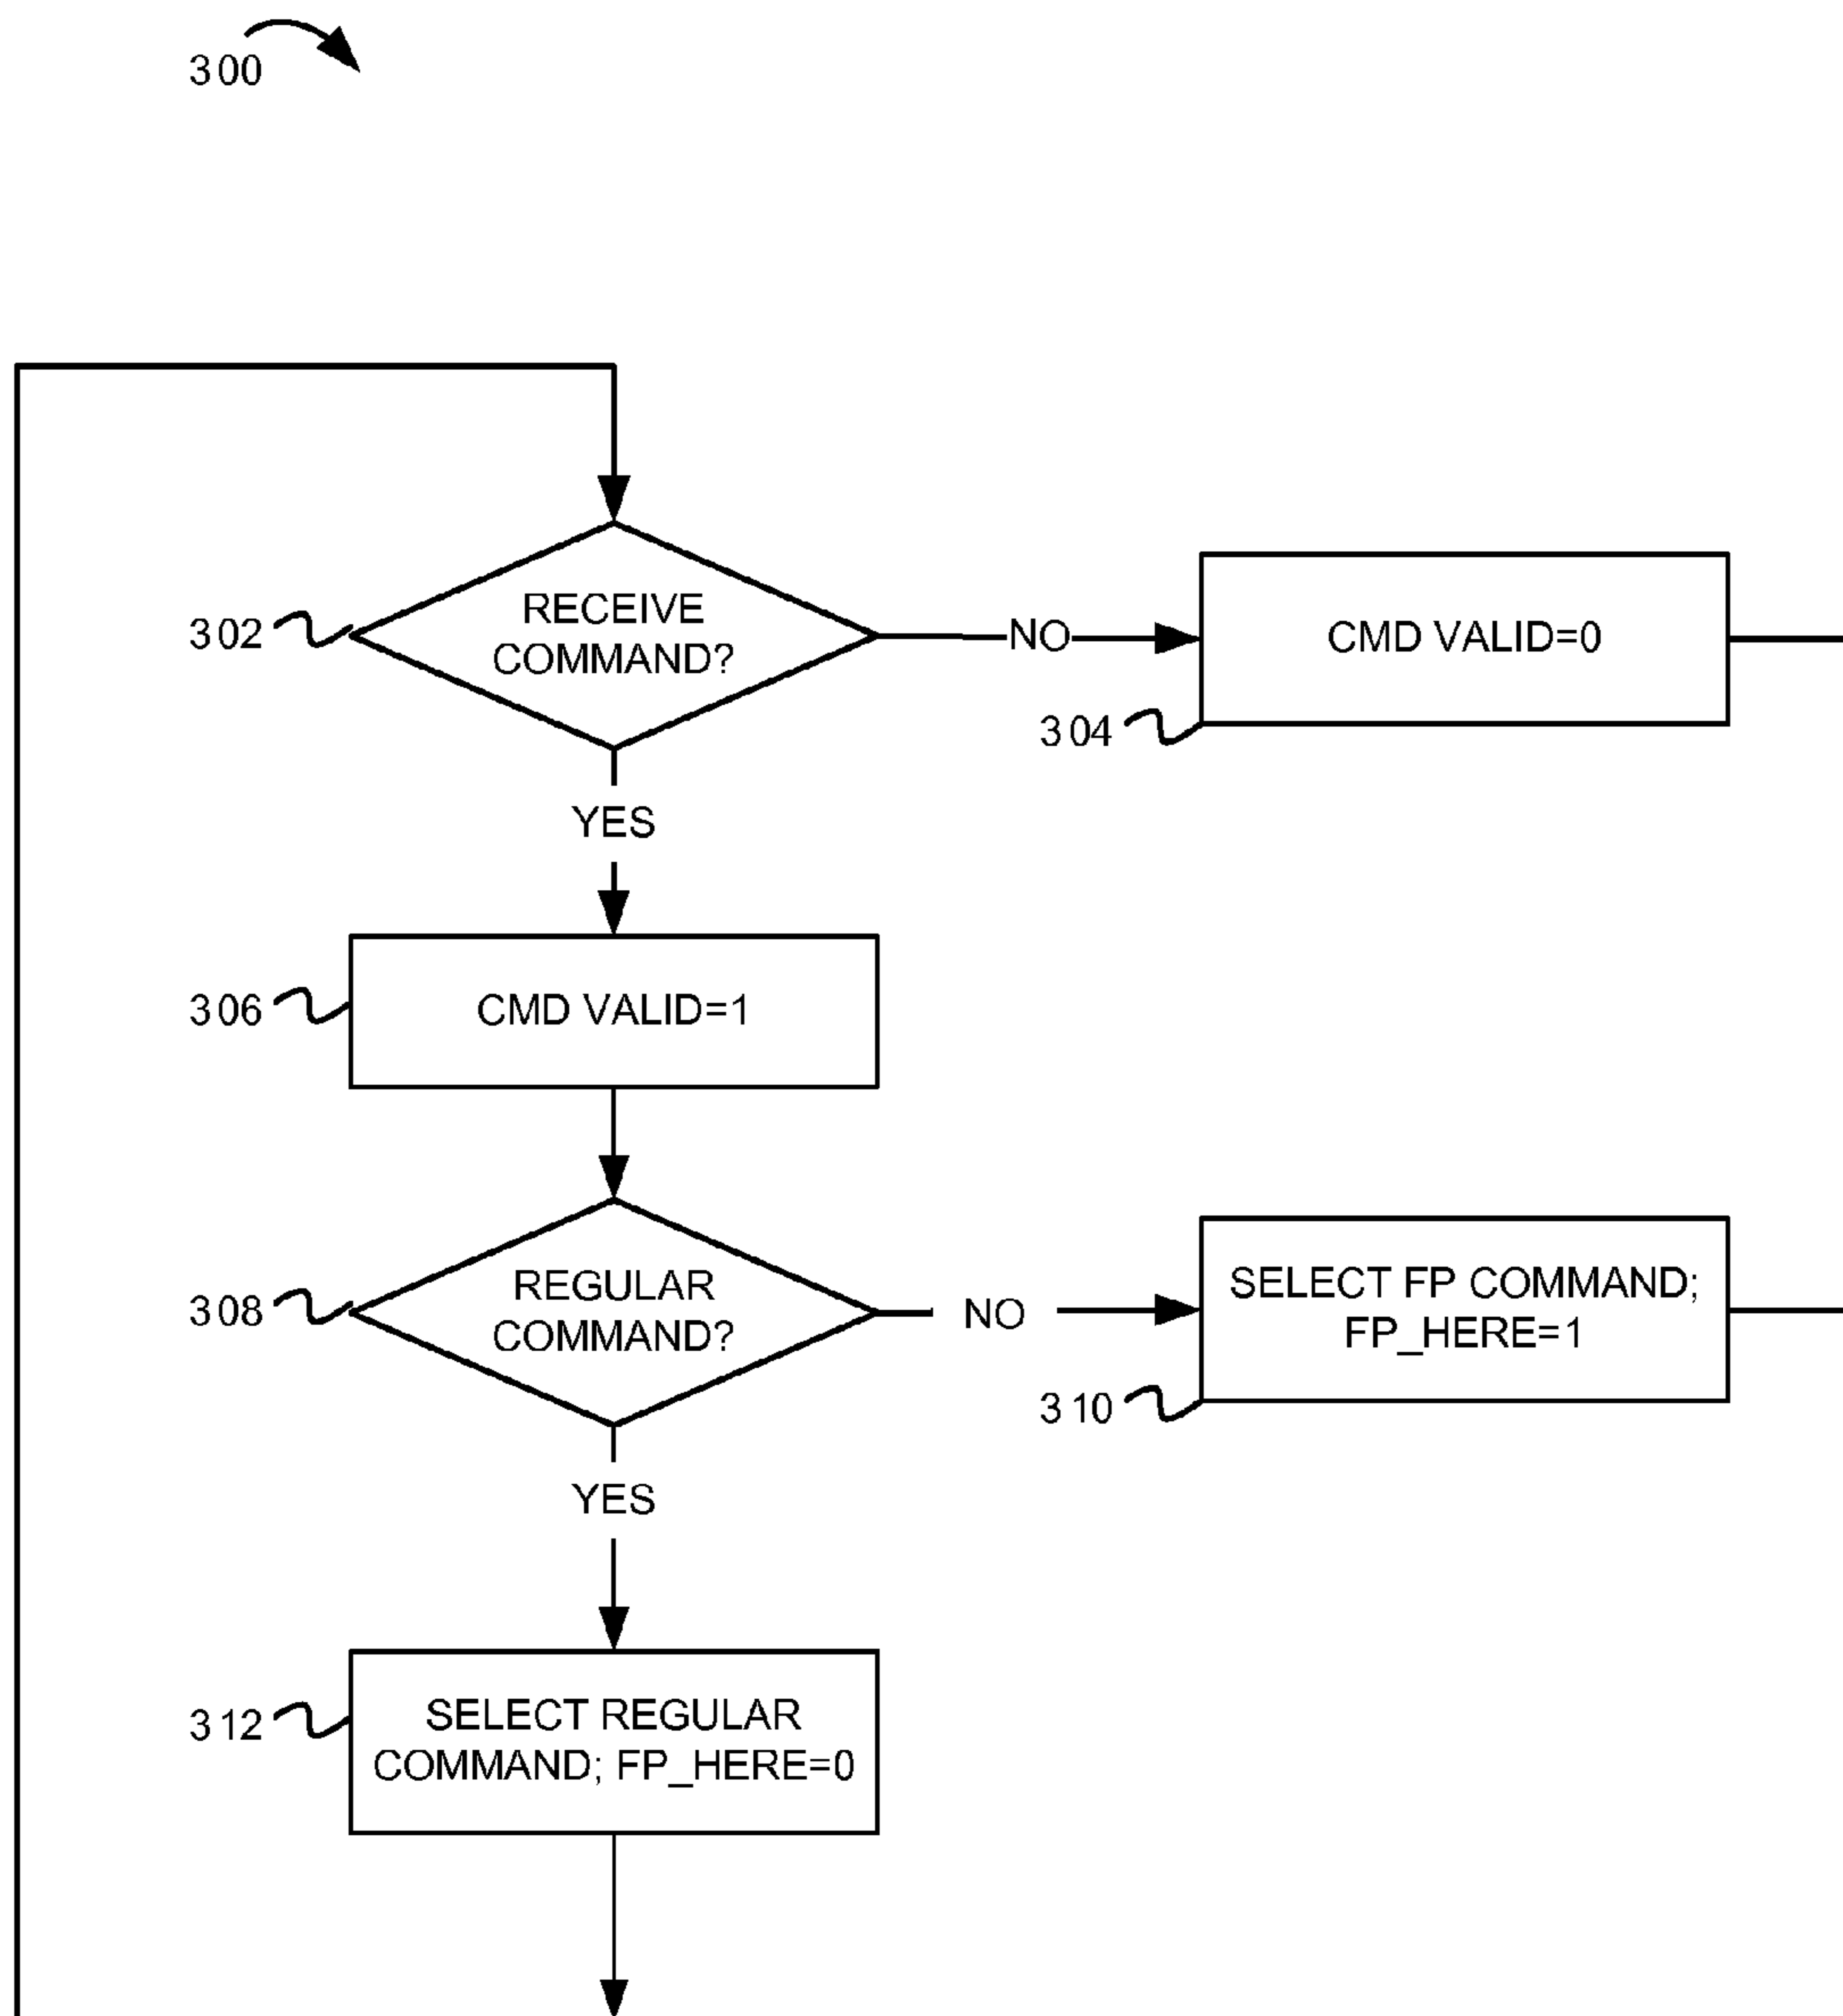 300
302
RECEIVE
COMMAND?
NO
CMD VALID=0
304
YES
306
CMD VALID=1
308
REGULAR
COMMAND?
NO
SELECT FP COMMAND;
FP_HERE=1
310
YES
312
SELECT REGULAR
COMMAND; FP_HERE=0